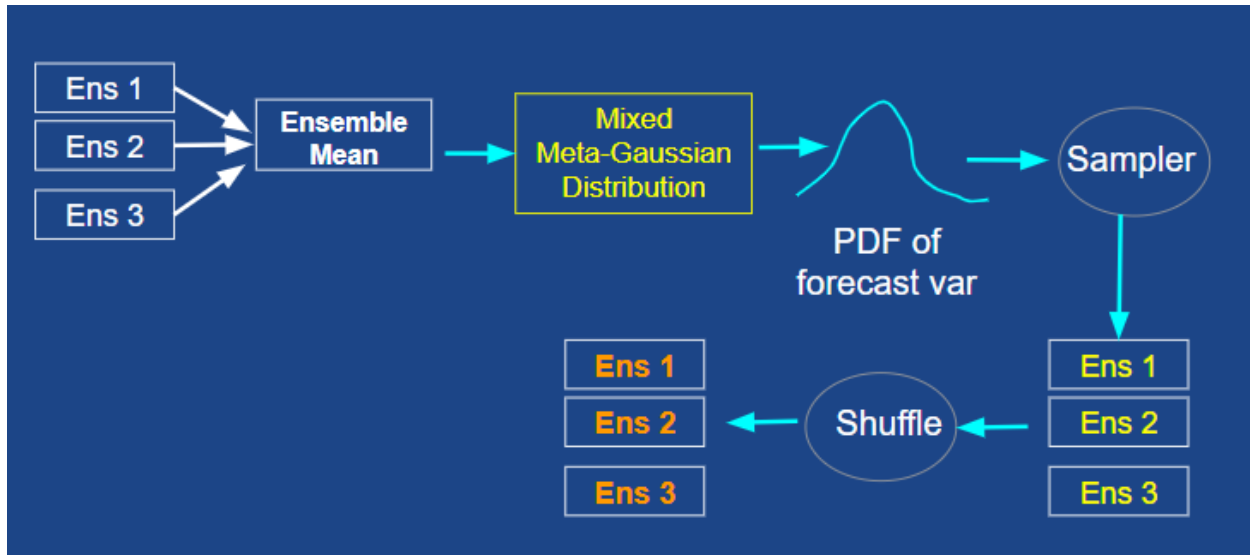 Ens 1
Ens 2
Ens 3
Ensemble
Mean
Mixed
Meta-Gaussian
Distribution
PDF of
forecast var
Sampler
Ens 1
Ens 2
Ens 3
Shuffle
Ens 1
Ens 2
Ens 3